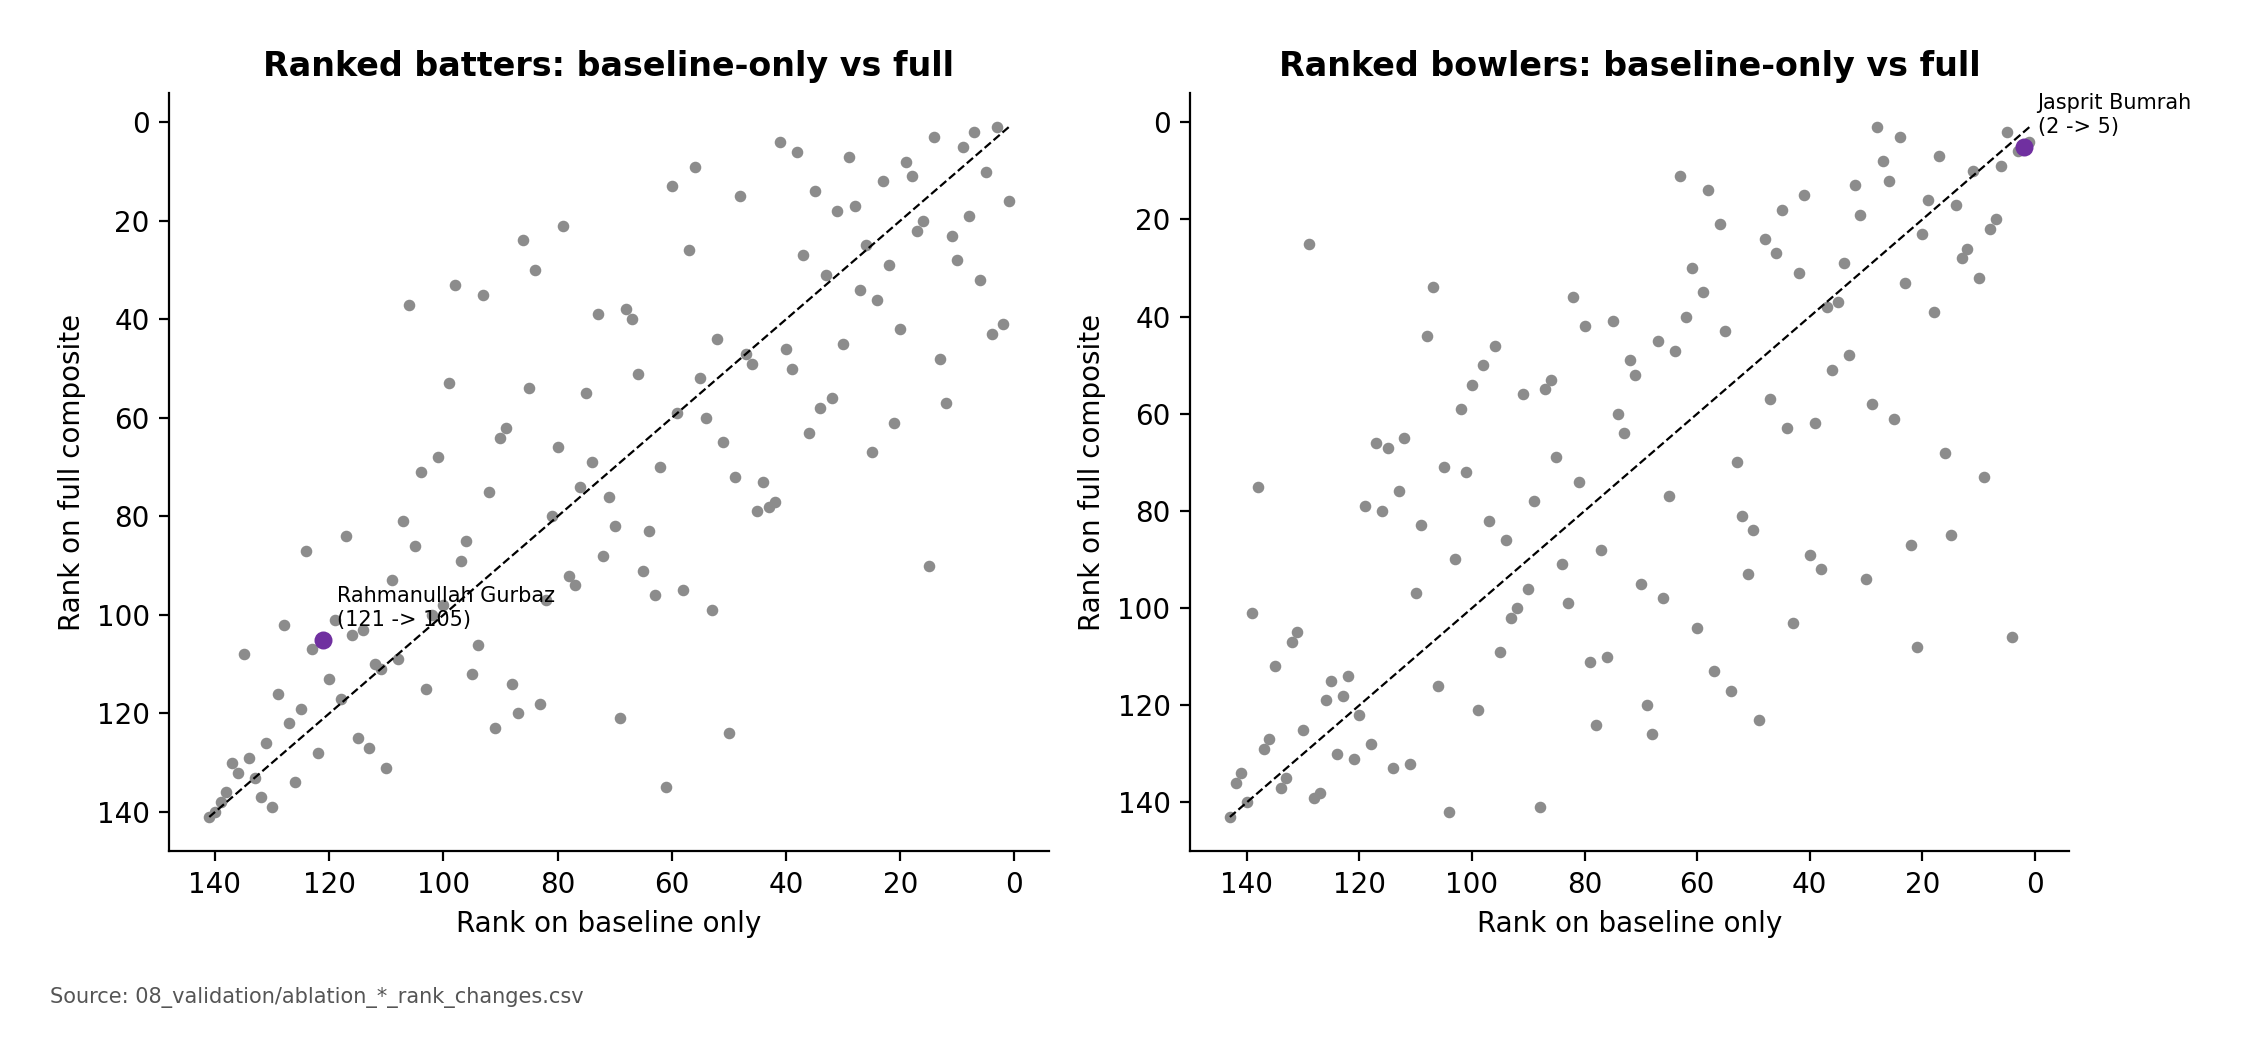 Ranked batters: baseline-only vs full
0
20
40
60
80
100
120
140
Rank on full composite
Rahmanullah Gurbaz
(121 -> 105)
140
120
100
80
60
40
20
0
Rank on baseline only
Ranked bowlers: baseline-only vs full
Jasprit Bumrah
(2 -> 5)
0
20
40
60
80
100
120
140
Rank on full composite
140
120
100
80
60
40
20
0
Rank on baseline only
Source: 08_validation/ablation_*_rank_changes.csv